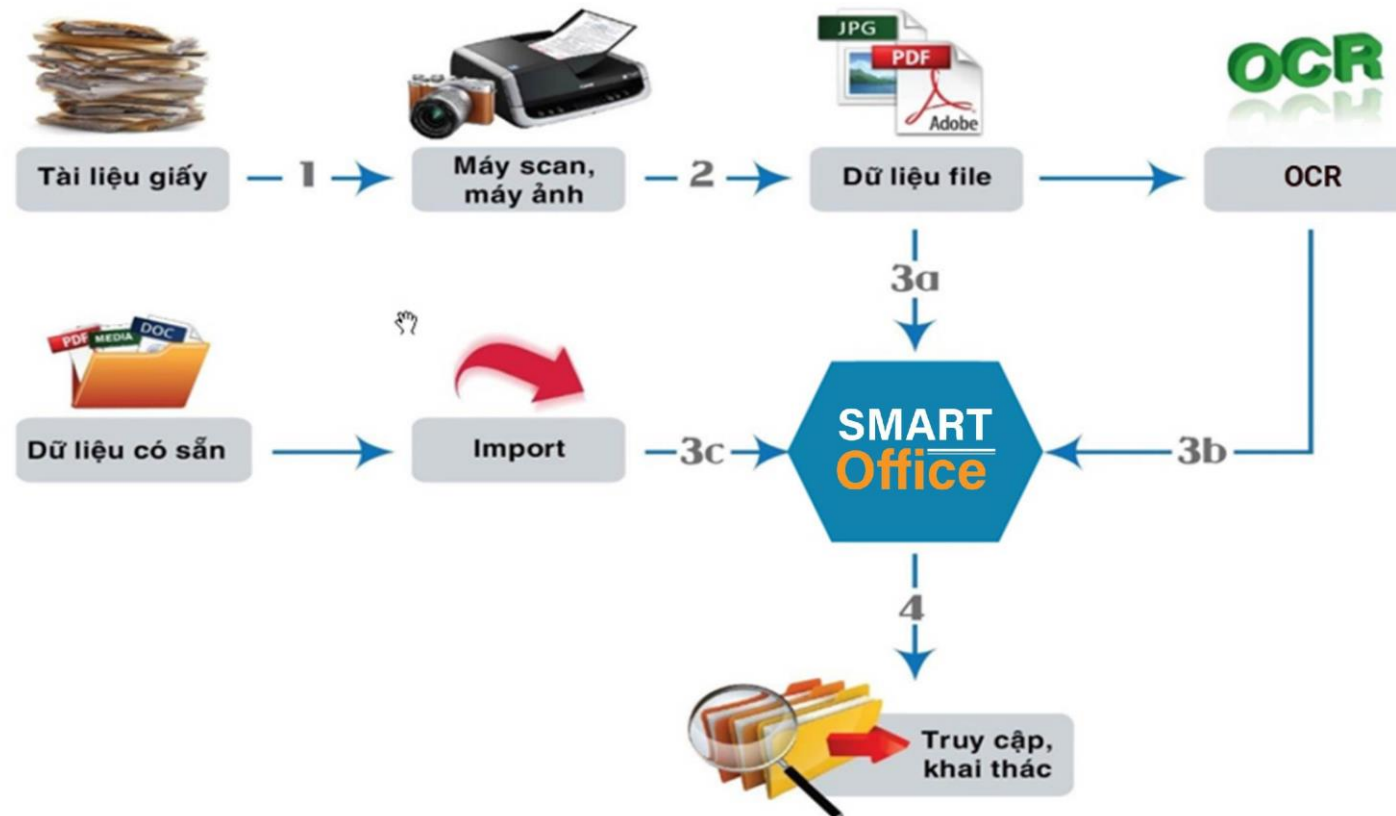 JPG
PDF
Adobe
OCR
Tài liệu giấy
1
Máy scan,
máy ảnh
2
Dữ liệu file
OCR
3a
PDF
MEDIA
DOC
Dữ liệu có sẵn
Import
3c
SMART
Office
3b
4
Truy cập,
khai thác